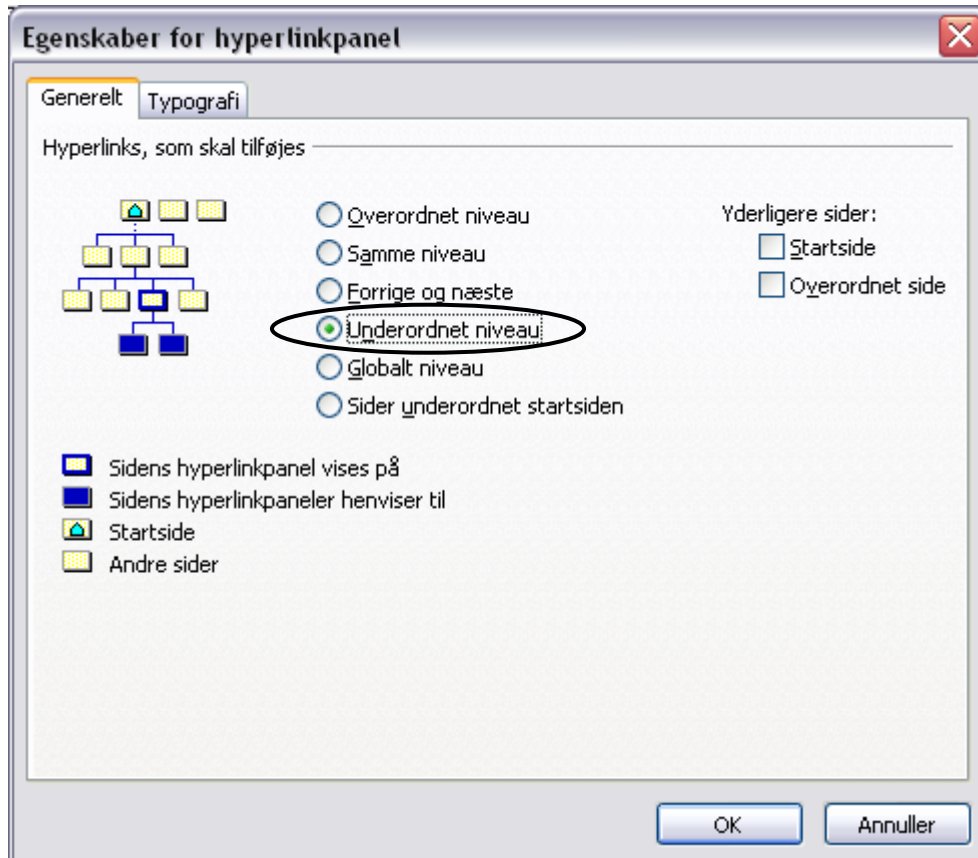 Egenskaber for hyperlinkpanel
Generelt
Typografi
Hyperlinks, som skal tilføjes
Overordnet niveau
Samme niveau
Forrige og næste
Underordnet niveau
Globalt niveau
Sider underordnet startsiden
Yderligere sider:
Startside
Overordnet side
Sidens hyperlinkpanel vises på
Sidens hyperlinkpaneler henviser til
Startside
Andre sider
OK
Annuller